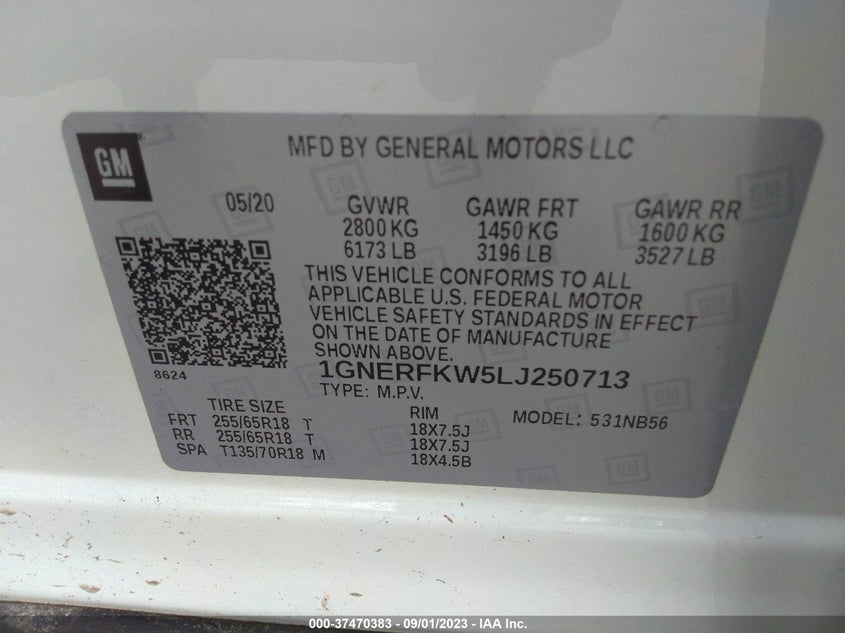 GM
MFD BY GENERAL MOTORS LLC
05/20 GVWR GAWR FRT GAWR RR
2800 KG 1450 KG 1600 KG
6173 LB 3196 LB 3527 LB
THIS VEHICLE CONFORMS TO ALL
APPLICABLE U.S. FEDERAL MOTOR
VEHICLE SAFETY STANDARDS IN EFFECT
ON THE DATE OF MANUFACTURE
SHOWN ABOVE.
8624
1GNERFKW5LJ250713
TYPE: M.P.V.
TIRE SIZE RIM MODEL: 531NB56
FRT 255/65R18 T 18X7.5J
RR 255/65R18 T 18X7.5J
SPA T135/70R18 M 18X4.5B
000-37470383 - 09/01/2023 - IAA Inc.